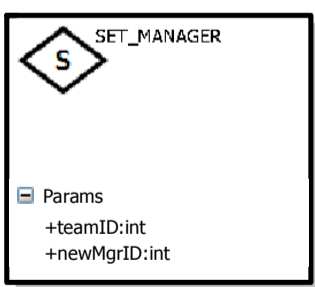 SET_MANAGER
S
Params
+teamID:int
+newMgrID:int